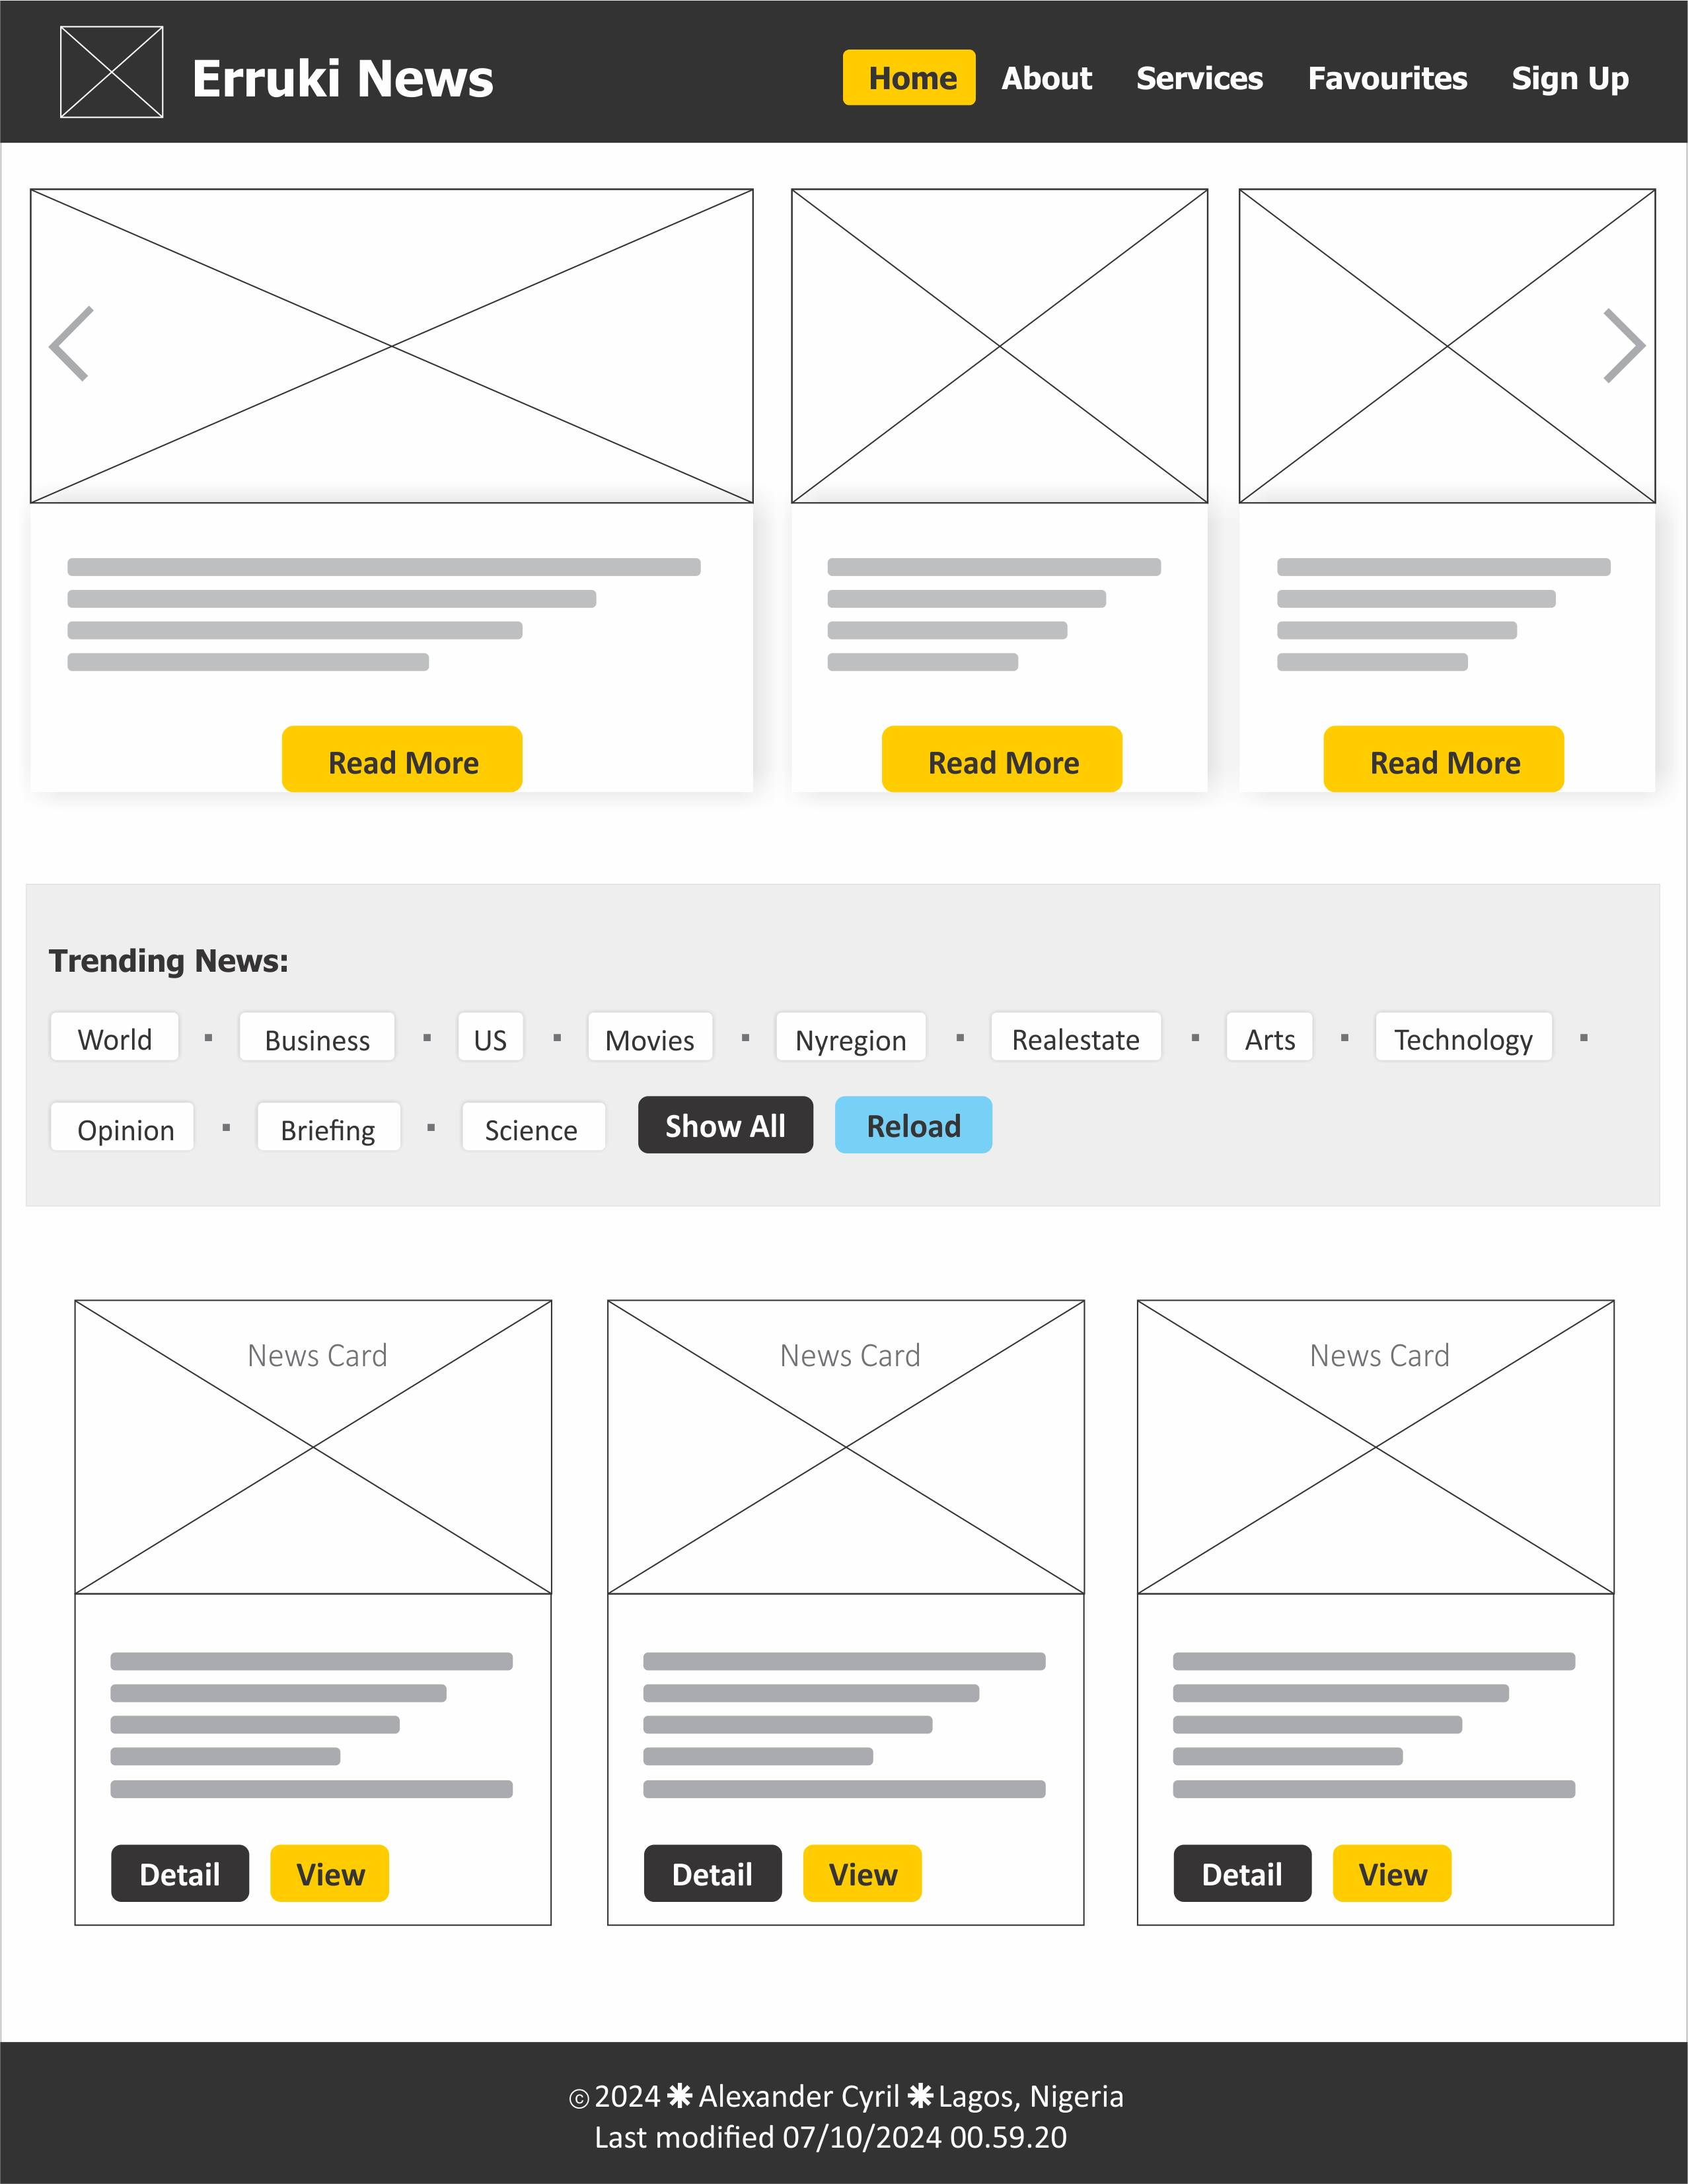 Erruki News
Home About Services Favourites Sign Up
Read More Read More Read More
Trending News:
World ▪ Business ▪ US ▪ Movies ▪ Nyregion ▪ Realestate ▪ Arts ▪ Technology ▪
Opinion ▪ Briefing ▪ Science Show All Reload
News Card News Card News Card
Detail View Detail View Detail View
© 2024 ✱ Alexander Cyril ✱ Lagos, Nigeria
Last modified 07/10/2024 00.59.20